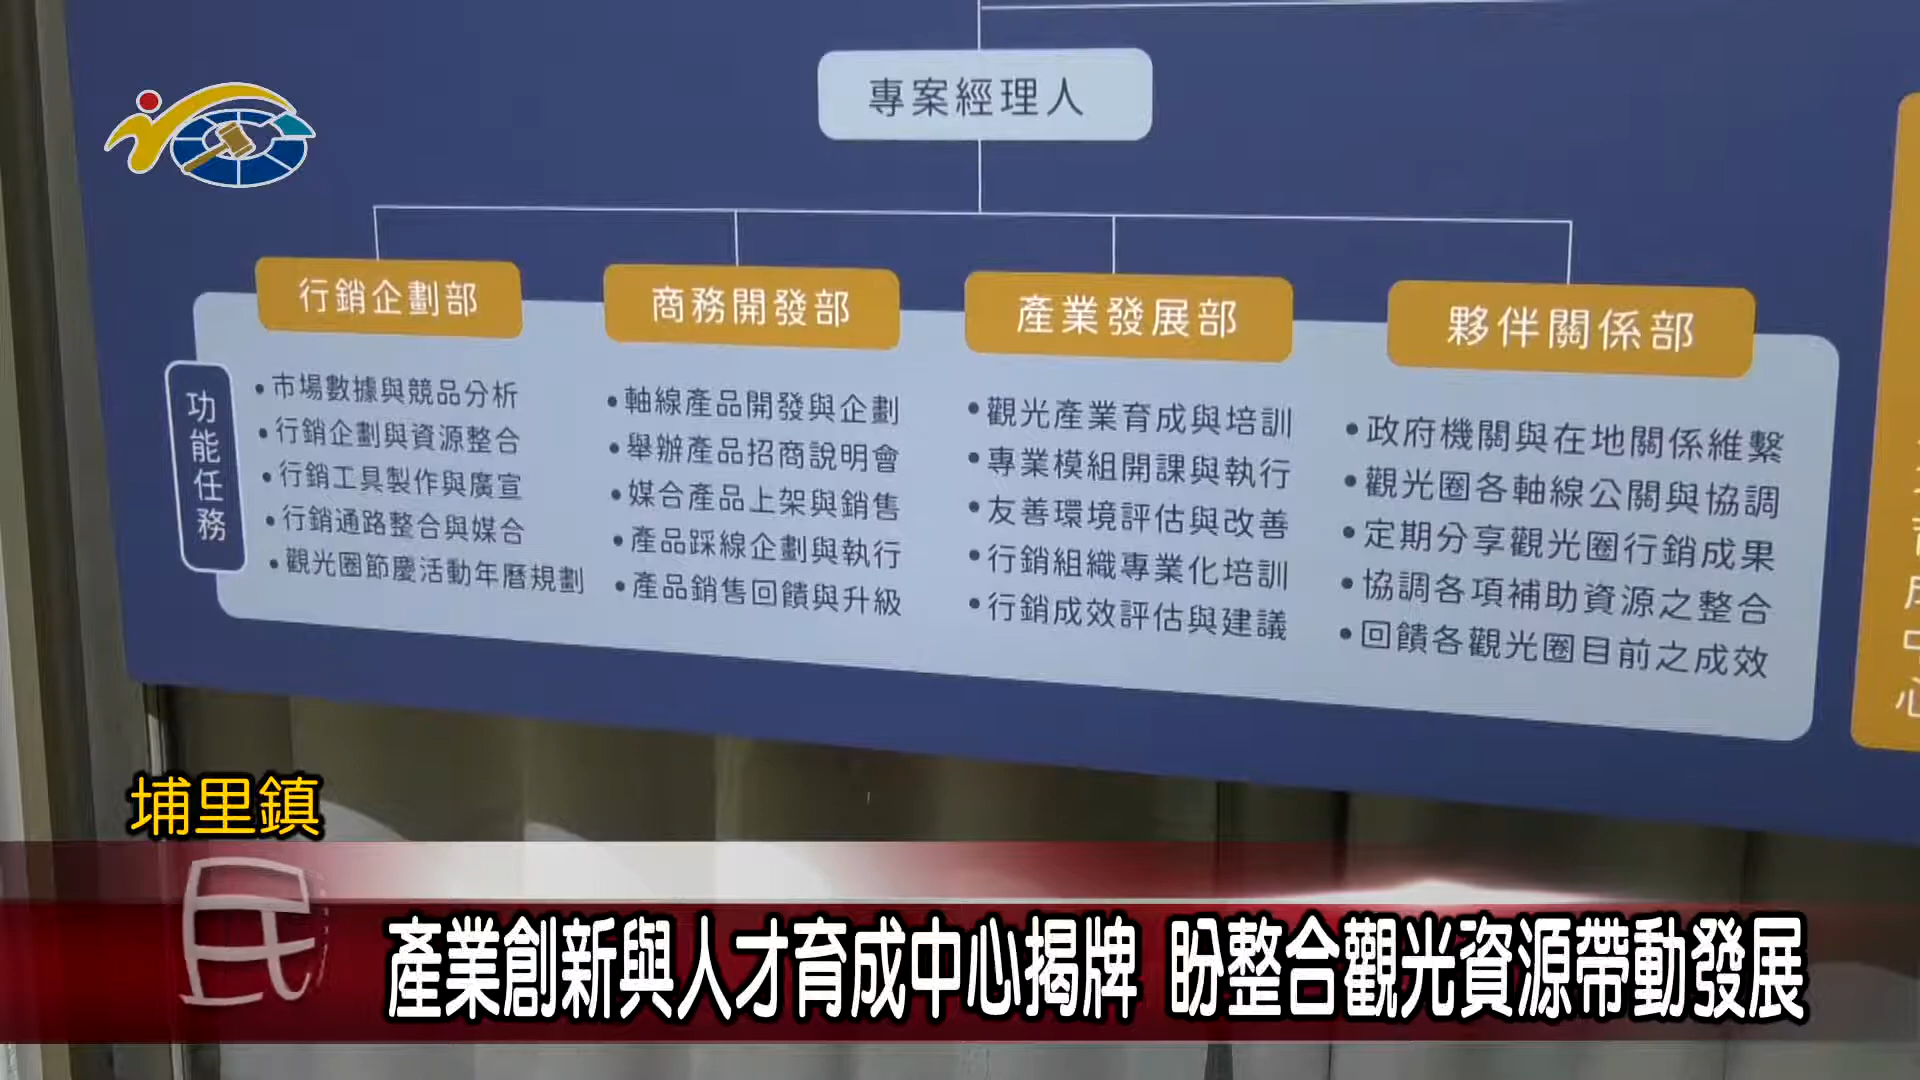 專案經理人
行銷企劃部
商務開發部
產業發展部
夥伴關係部
功能任務
•市場數據與競品分析
•行銷企劃與資源整合
•行銷工具製作與廣宣
•行銷通路整合與媒合
•觀光圈節慶活動年曆規劃
•軸線產品開發與企劃
•舉辦產品招商說明會
•媒合產品上架與銷售
•產品踩線企劃與執行
•產品銷售回饋與升級
•觀光產業育成與培訓
•專業模組開課與執行
•友善環境評估與改善
•行銷組織專業化培訓
•行銷成效評估與建議
•政府機關與在地關係維繫
•觀光圈各軸線公關與協調
•定期分享觀光圈行銷成果
•協調各項補助資源之整合
•回饋各觀光圈目前之成效
埔里鎮
民
產業創新與人才育成中心揭牌 盼整合觀光資源帶動發展